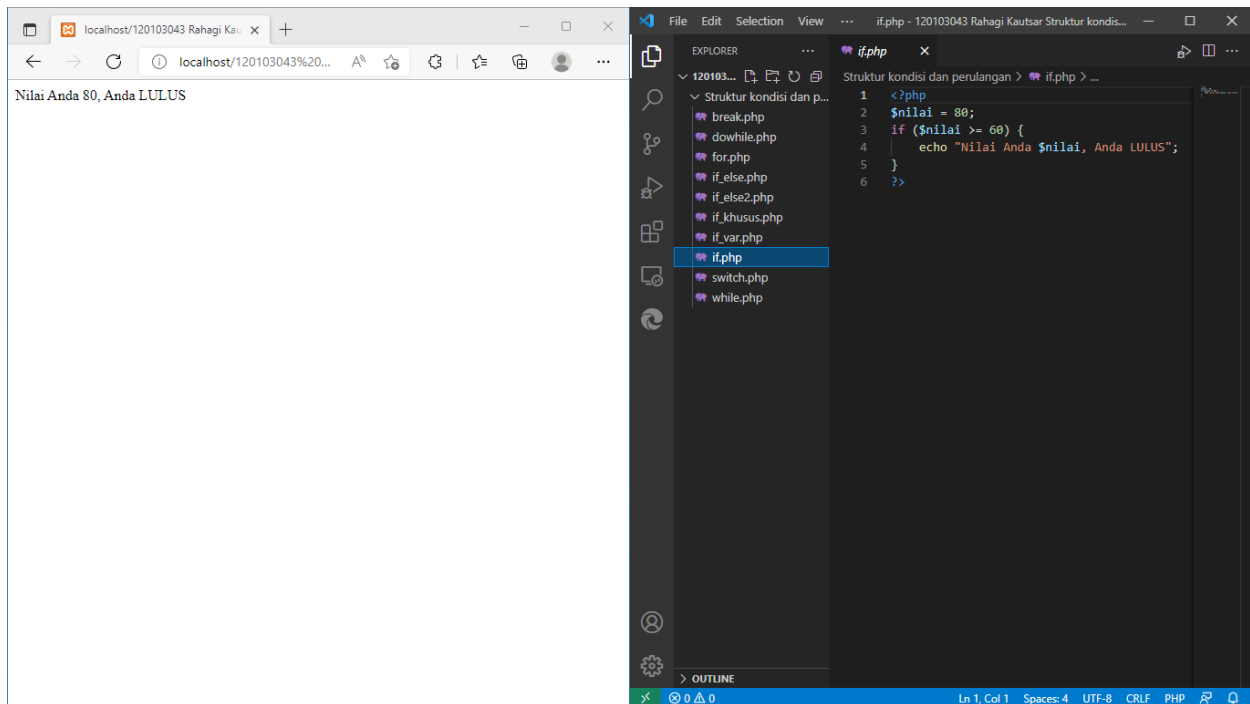 localhost/120103043 Rahagi Kau
localhost/120103043%20...
Nilai Anda 80, Anda LULUS
File Edit Selection View ... if.php - 120103043 Rahagi Kautsar Struktur kondis...
EXPLORER ...
120103...
Struktur kondisi dan p...
break.php
dowhile.php
for.php
if_else.php
if_else2.php
if_khusus.php
if_var.php
if.php
switch.php
while.php
OUTLINE
if.php
Struktur kondisi dan perulangan > if.php > ...
1 <?php
2 $nilai = 80;
3 if ($nilai >= 60) {
4 echo "Nilai Anda $nilai, Anda LULUS";
5 }
6 ?>
0 0 Ln 1, Col 1 Spaces: 4 UTF-8 CRLF PHP